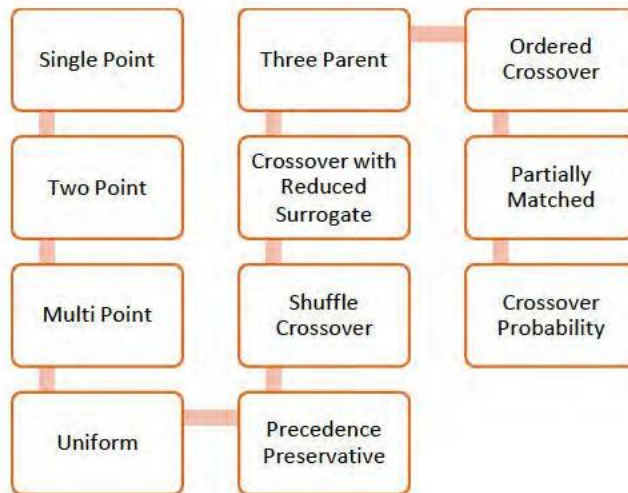 Single Point
Two Point
Multi Point
Uniform
Precedence
Preservative
Shuffle
Crossover
Crossover with
Reduced
Surrogate
Three Parent
Ordered
Crossover
Partially
Matched
Crossover
Probability